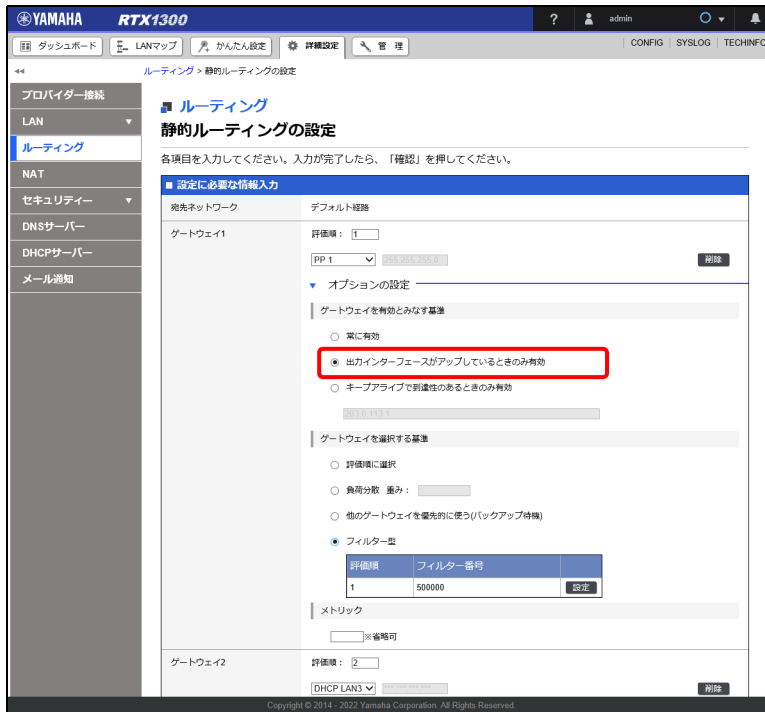 YAMAHA RTX1300 ? admin
ダッシュボード LANマップ かんたん設定 詳細設定 管 理 CONFIG SYSLOG TECHINFO
ルーティング > 静的ルーティングの設定
プロバイダー接続
LAN
ルーティング
NAT
セキュリティー
DNSサーバー
DHCPサーバー
メール通知
ルーティング
静的ルーティングの設定
各項目を入力してください。入力が完了したら、「確認」を押してください。
■ 設定に必要な情報入力
宛先ネットワーク デフォルト経路
ゲートウェイ1 評価順： 1
PP 1 255.255.255.0 削除
オプションの設定
ゲートウェイを有効とみなす基準
常に有効
出力インターフェースがアップしているときのみ有効
キープアライブで到達性のあるときのみ有効
203.0.113.1
ゲートウェイを選択する基準
評価順に選択
負荷分散 重み：
他のゲートウェイを優先的に使う(バックアップ待機)
フィルター型
評価順 フィルター番号
1 500000 設定
メトリック
※省略可
ゲートウェイ2 評価順： 2
DHCP LAN3 ***.***.***.*** 削除
Copyright © 2014 - 2022 Yamaha Corporation. All Rights Reserved.